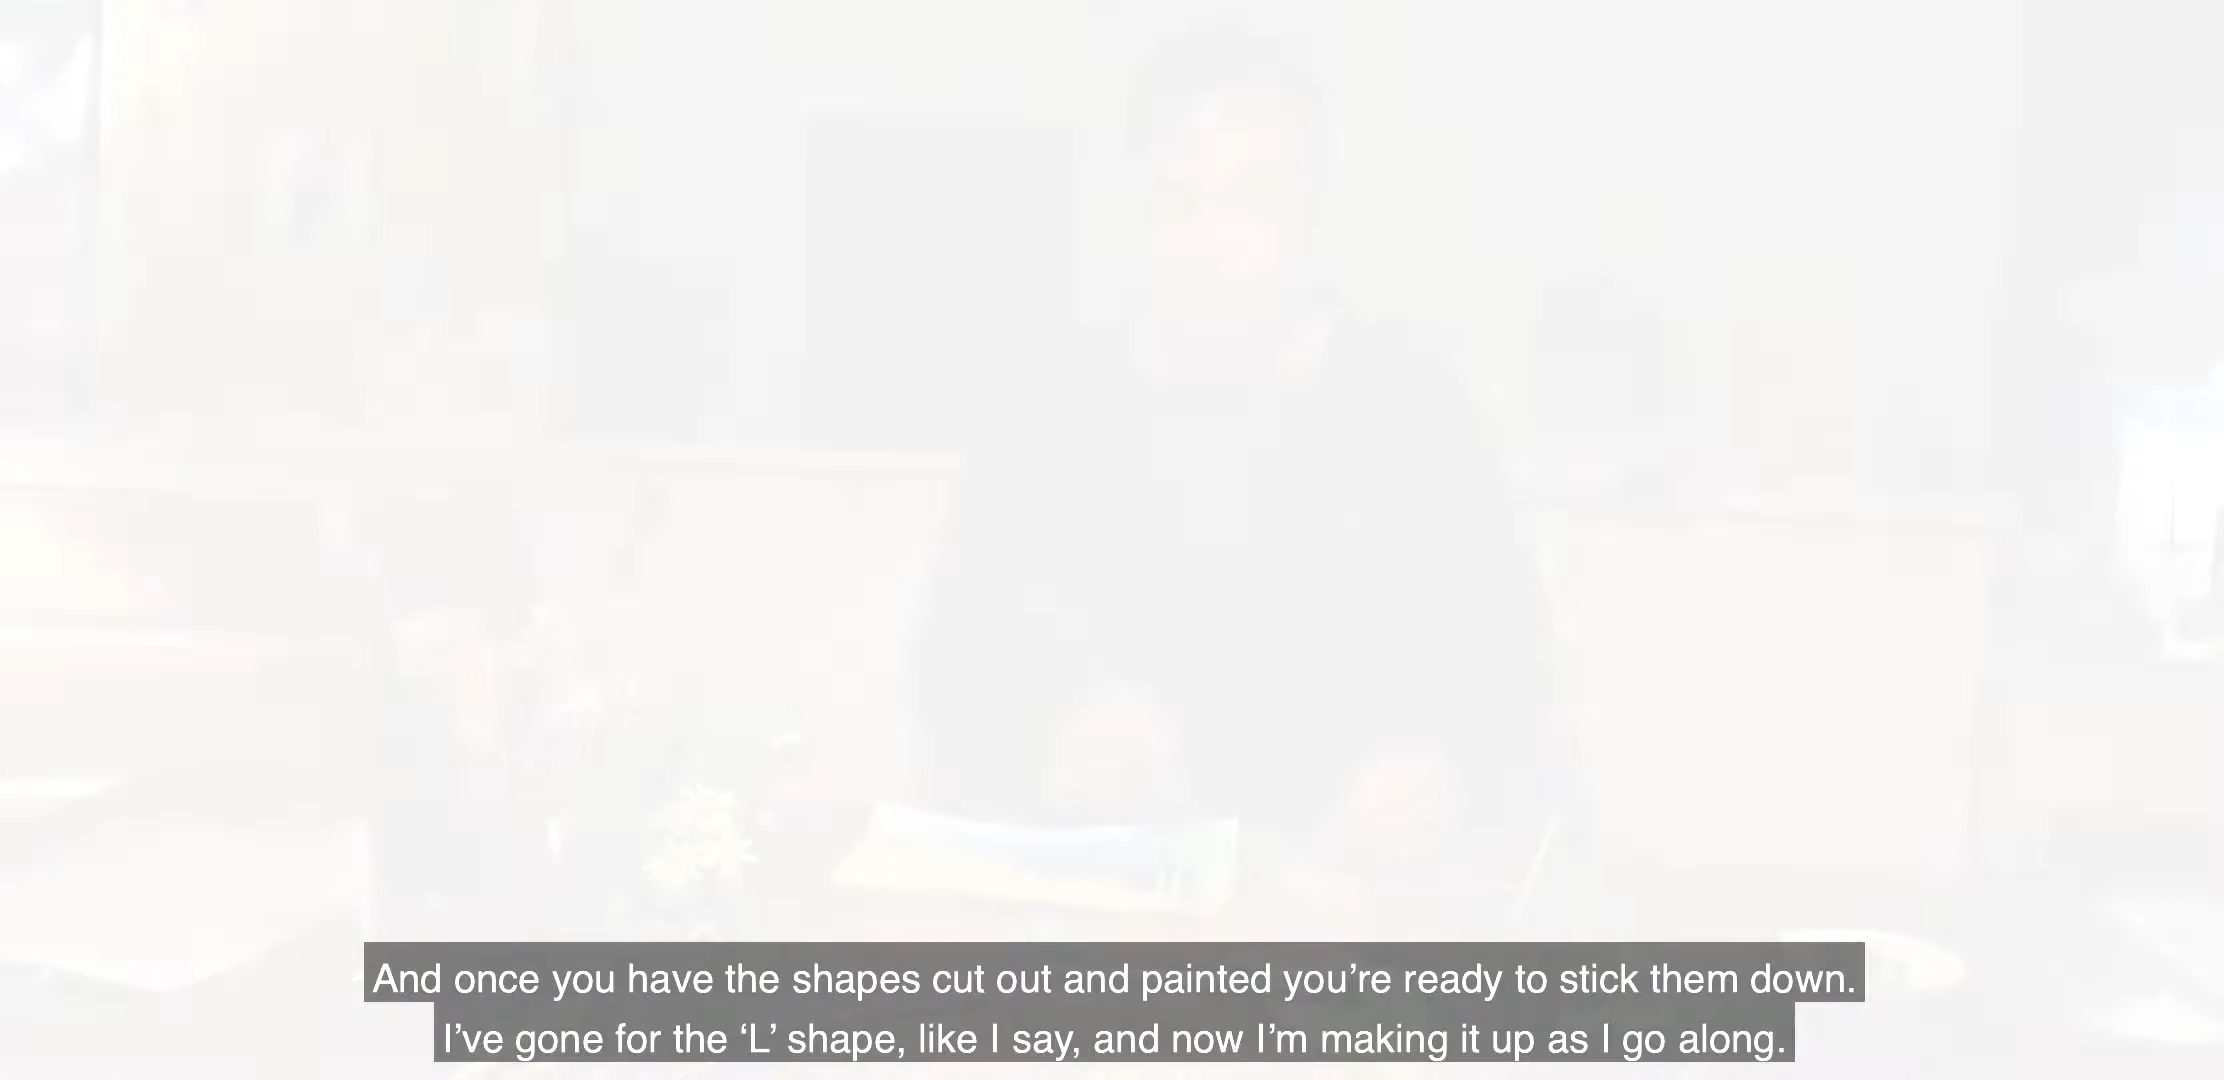 And once you have the shapes cut out and painted you’re ready to stick them down.
I’ve gone for the ‘L’ shape, like I say, and now I’m making it up as I go along.